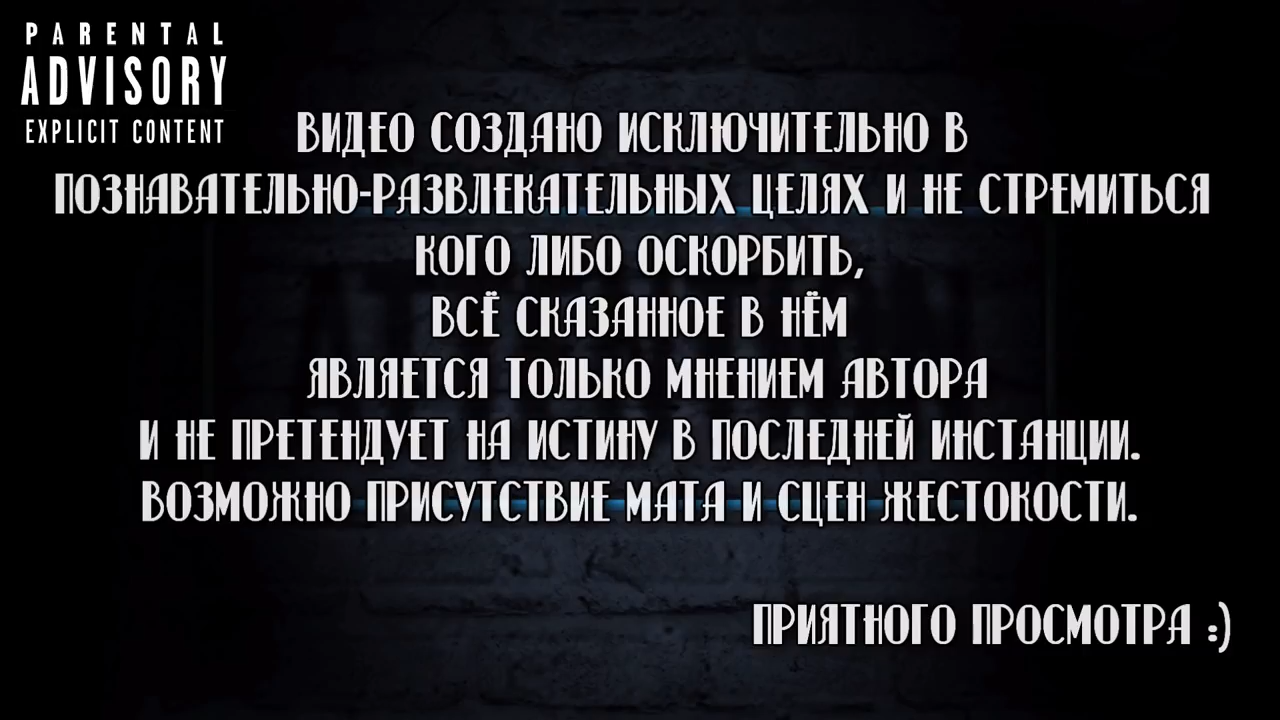 PARENTAL
ADVISORY
EXPLICIT CONTENT
ВИДЕО СОЗДАНО ИСКЛЮЧИТЕЛЬНО В
ПОЗНАВАТЕЛЬНО-РАЗВЛЕКАТЕЛЬНЫХ ЦЕЛЯХ И НЕ СТРЕМИТЬСЯ
КОГО ЛИБО ОСКОРБИТЬ,
ВСЁ СКАЗАННОЕ В НЁМ
ЯВЛЯЕТСЯ ТОЛЬКО МНЕНИЕМ АВТОРА
И НЕ ПРЕТЕНДУЕТ НА ИСТИНУ В ПОСЛЕДНЕЙ ИНСТАНЦИИ.
ВОЗМОЖНО ПРИСУТСТВИЕ МАТА И СЦЕН ЖЕСТОКОСТИ.
ПРИЯТНОГО ПРОСМОТРА :)